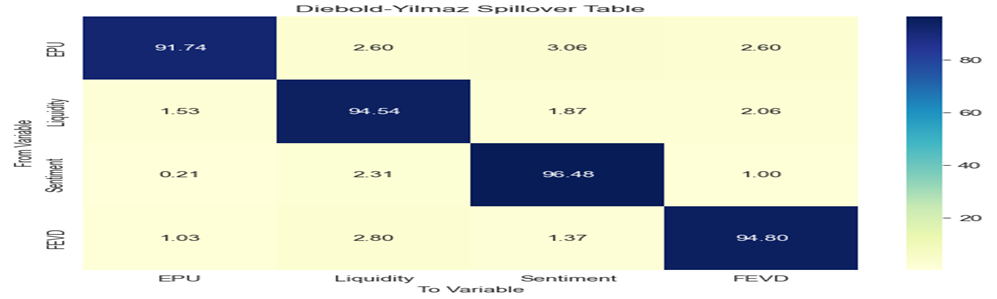 Diebold-Yilmaz Spillover Table
From Variable
EPU 91.74 2.60 3.06 2.60
Liquidity 1.53 94.54 1.87 2.06
Sentiment 0.21 2.31 96.48 1.00
FEVD 1.03 2.80 1.37 94.80
EPU Liquidity Sentiment FEVD
To Variable
80
60
40
20